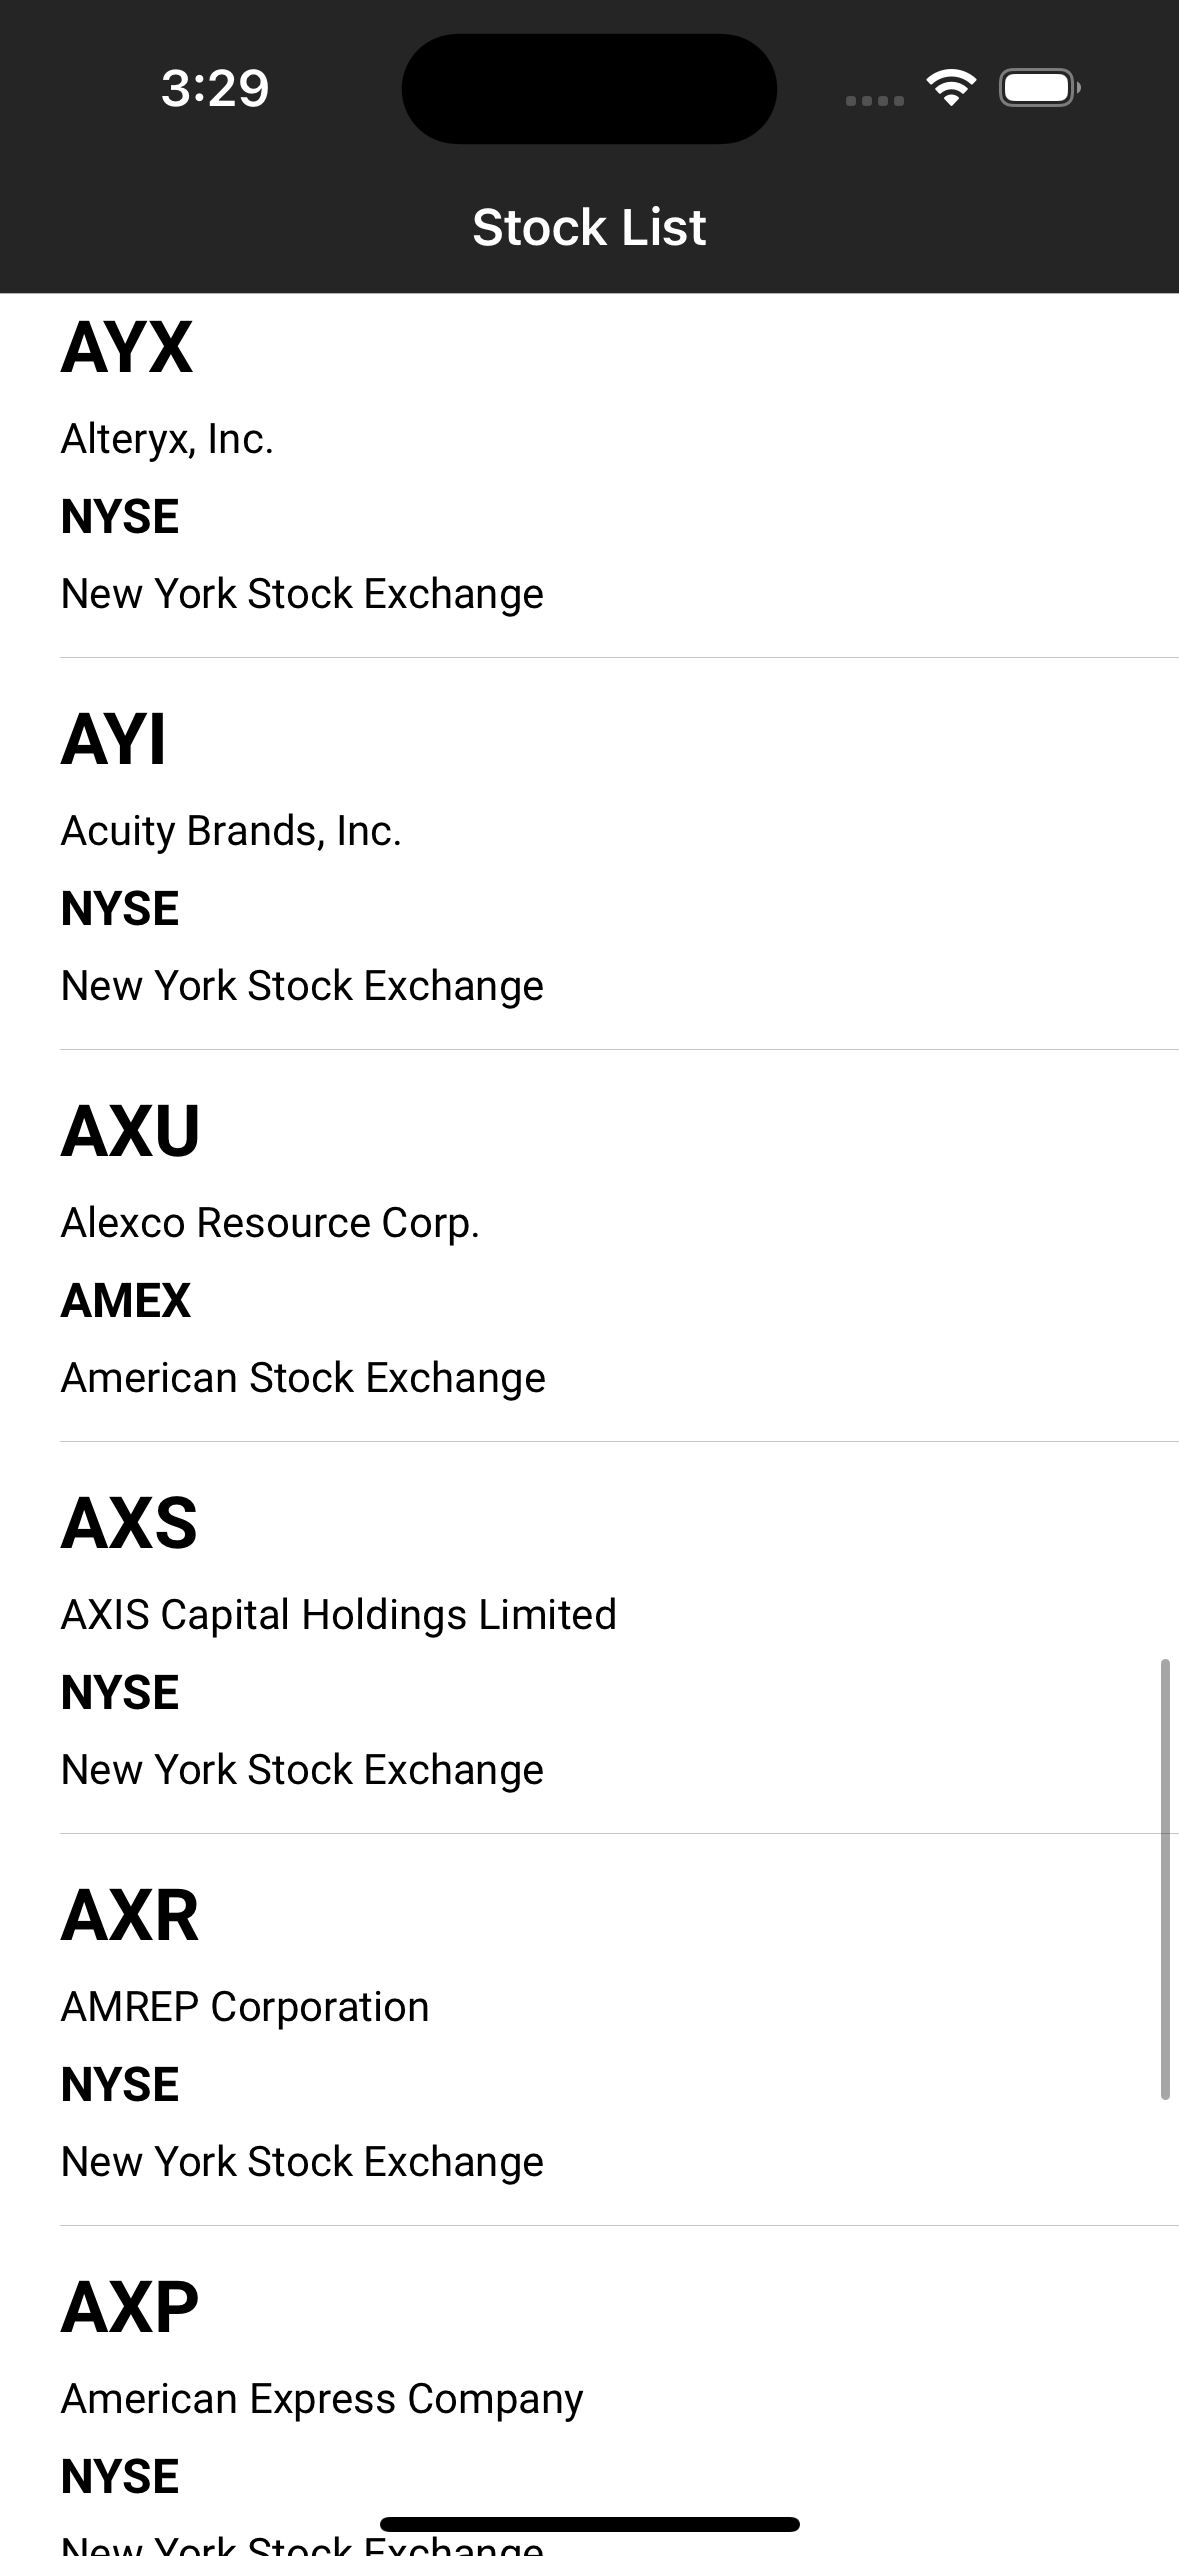 3:29
Stock List
AYX
Alteryx, Inc.
NYSE
New York Stock Exchange
AYI
Acuity Brands, Inc.
NYSE
New York Stock Exchange
AXU
Alexco Resource Corp.
AMEX
American Stock Exchange
AXS
AXIS Capital Holdings Limited
NYSE
New York Stock Exchange
AXR
AMREP Corporation
NYSE
New York Stock Exchange
AXP
American Express Company
NYSE
New York Stock Exchange